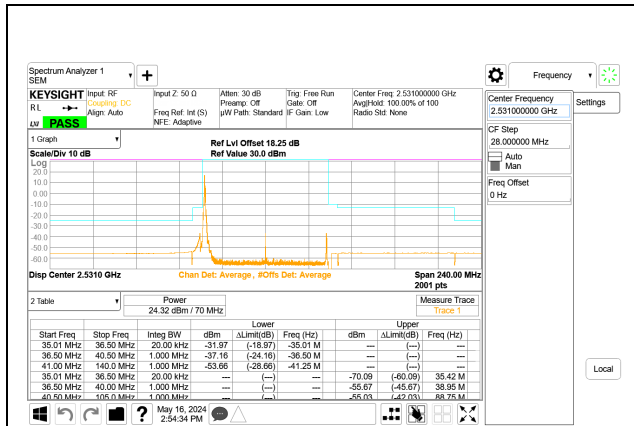 Spectrum Analyzer 1
SEM
Frequency
KEYSIGHT
Input: RF
Coupling: DC
Align: Auto
Input Z: 50 Ω
Freq Ref: Int (S)
NFE: Adaptive
Atten: 30 dB
Preamp: Off
µW Path: Standard
Trig: Free Run
Gate: Off
IF Gain: Low
Center Freq: 2.531000000 GHz
Avg|Hold: 100.00% of 100
Radio Std: None
R L
LXI
PASS
Center Frequency
2.531000000 GHz
Settings
CF Step
28.000000 MHz
Auto
Man
Freq Offset
0 Hz
Local
1 Graph
Ref Lvl Offset 18.25 dB
Scale/Div 10 dB
Ref Value 30.0 dBm
Log
20.0
10.0
0.00
-10.0
-20.0
-30.0
-40.0
-50.0
-60.0
Disp Center 2.5310 GHz
Chan Det: Average, #Offs Det: Average
Span 240.00 MHz
2001 pts
2 Table
Power
24.32 dBm / 70 MHz
Measure Trace
Trace 1
Lower Upper
Start Freq Stop Freq Integ BW dBm ΔLimit(dB) Freq (Hz) dBm ΔLimit(dB) Freq (Hz)
35.01 MHz 36.50 MHz 20.00 kHz -31.97 (-18.97) -35.01 M --- (---) ---
36.50 MHz 40.50 MHz 1.000 MHz -37.16 (-24.16) -36.50 M --- (---) ---
41.00 MHz 140.0 MHz 1.000 MHz -53.66 (-28.66) -41.25 M --- (---) ---
35.01 MHz 36.50 MHz 20.00 kHz --- (---) --- -70.09 (-60.09) 35.42 M
36.50 MHz 40.00 MHz 1.000 MHz --- (---) --- -55.67 (-45.67) 38.95 M
40.50 MHz 105.0 MHz 1.000 MHz --- (---) --- -55.03 (-42.03) 88.75 M
May 16, 2024
2:54:34 PM